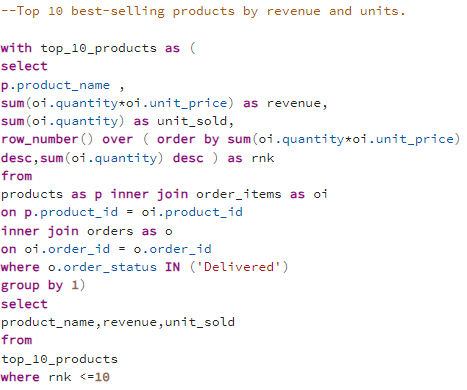 --Top 10 best-selling products by revenue and units.
with top_10_products as (
select
p.product_name ,
sum(oi.quantity*oi.unit_price) as revenue,
sum(oi.quantity) as unit_sold,
row_number() over ( order by sum(oi.quantity*oi.unit_price)
desc,sum(oi.quantity) desc ) as rnk
from
products as p inner join order_items as oi
on p.product_id = oi.product_id
inner join orders as o
on oi.order_id = o.order_id
where o.order_status IN ('Delivered')
group by 1)
select
product_name,revenue,unit_sold
from
top_10_products
where rnk <=10